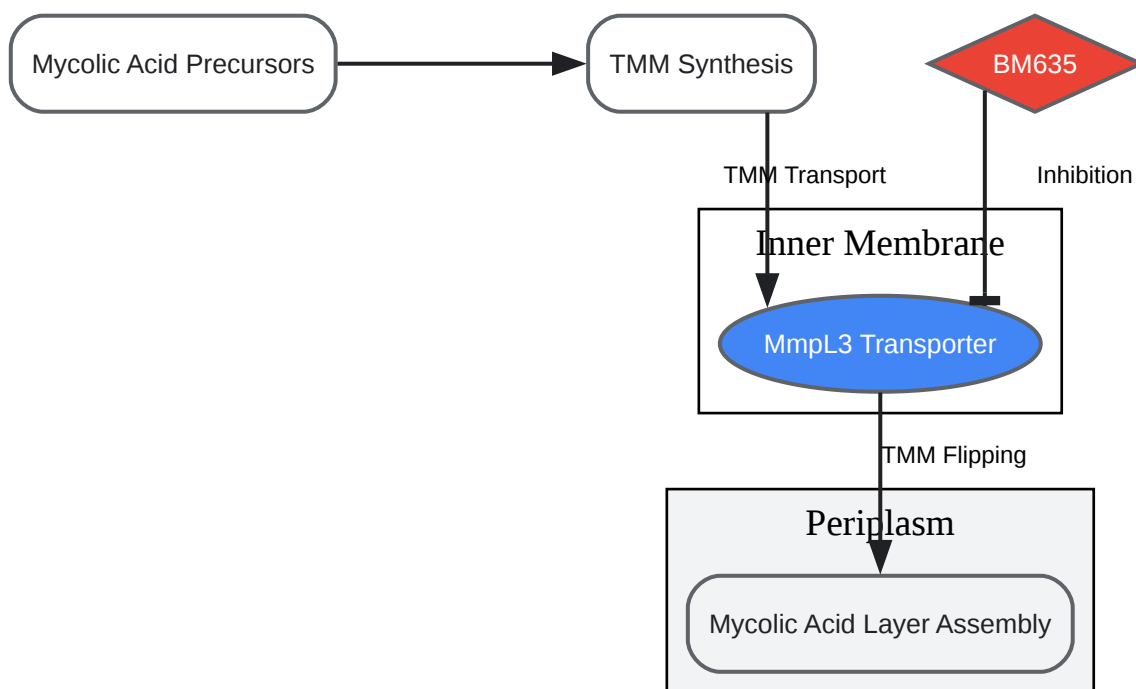 Mycolic Acid Precursors
TMM Synthesis
BM635
TMM Transport
Inhibition
Inner Membrane
MmpL3 Transporter
TMM Flipping
Periplasm
Mycolic Acid Layer Assembly